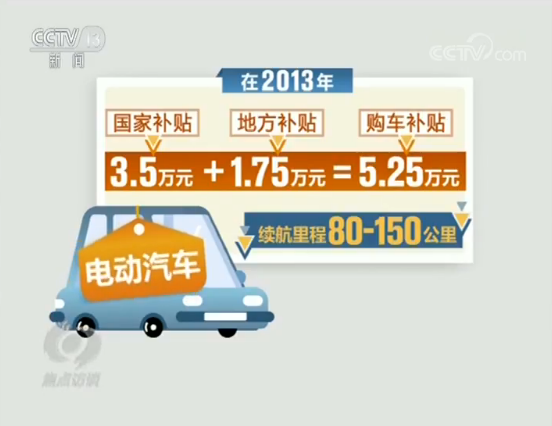 CCTV 13
新闻
CCTV.com
在2013年
国家补贴 地方补贴 购车补贴
3.5万元 + 1.75万元 = 5.25万元
续航里程80-150公里
电动汽车
焦点访谈